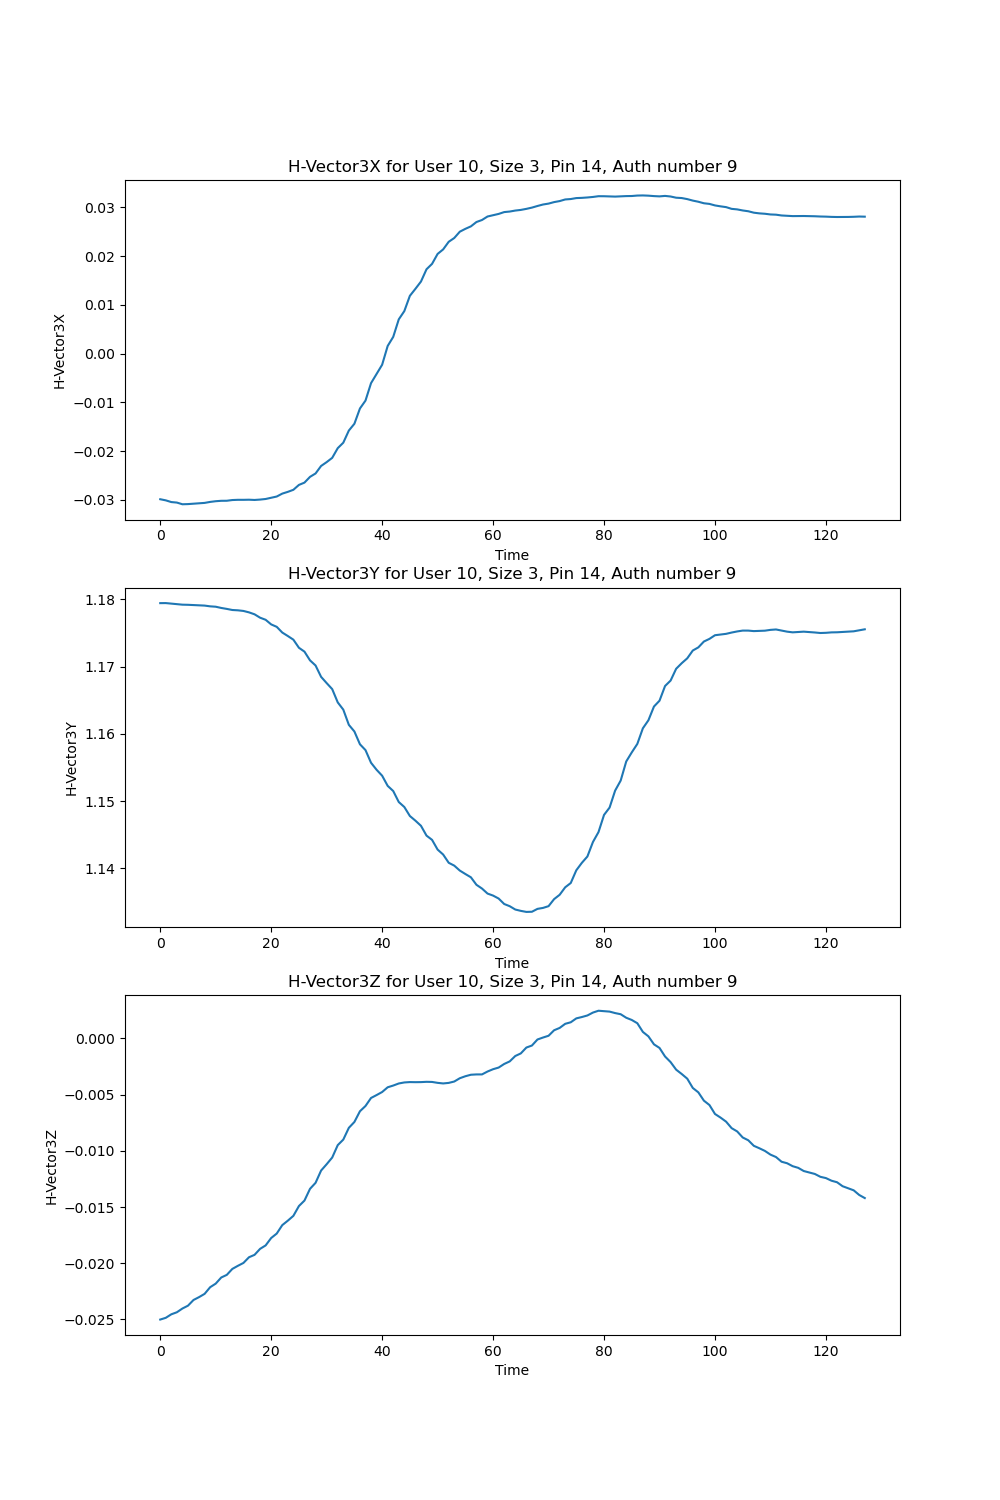 H-Vector3X for User 10, Size 3, Pin 14, Auth number 9
0.03
0.02
0.01
0.00
−0.01
−0.02
−0.03
H-Vector3X
0 20 40 60 80 100 120
Time
H-Vector3Y for User 10, Size 3, Pin 14, Auth number 9
1.18
1.17
1.16
1.15
1.14
H-Vector3Y
0 20 40 60 80 100 120
Time
H-Vector3Z for User 10, Size 3, Pin 14, Auth number 9
0.000
−0.005
−0.010
−0.015
−0.020
−0.025
H-Vector3Z
0 20 40 60 80 100 120
Time